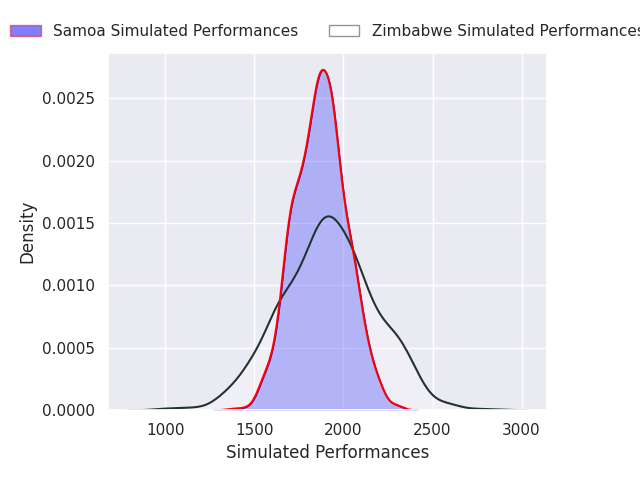 Samoa Simulated Performances Zimbabwe Simulated Performances
0.0025
0.0020
0.0015
0.0010
0.0005
0.0000
Density
1000 1500 2000 2500 3000
Simulated Performances